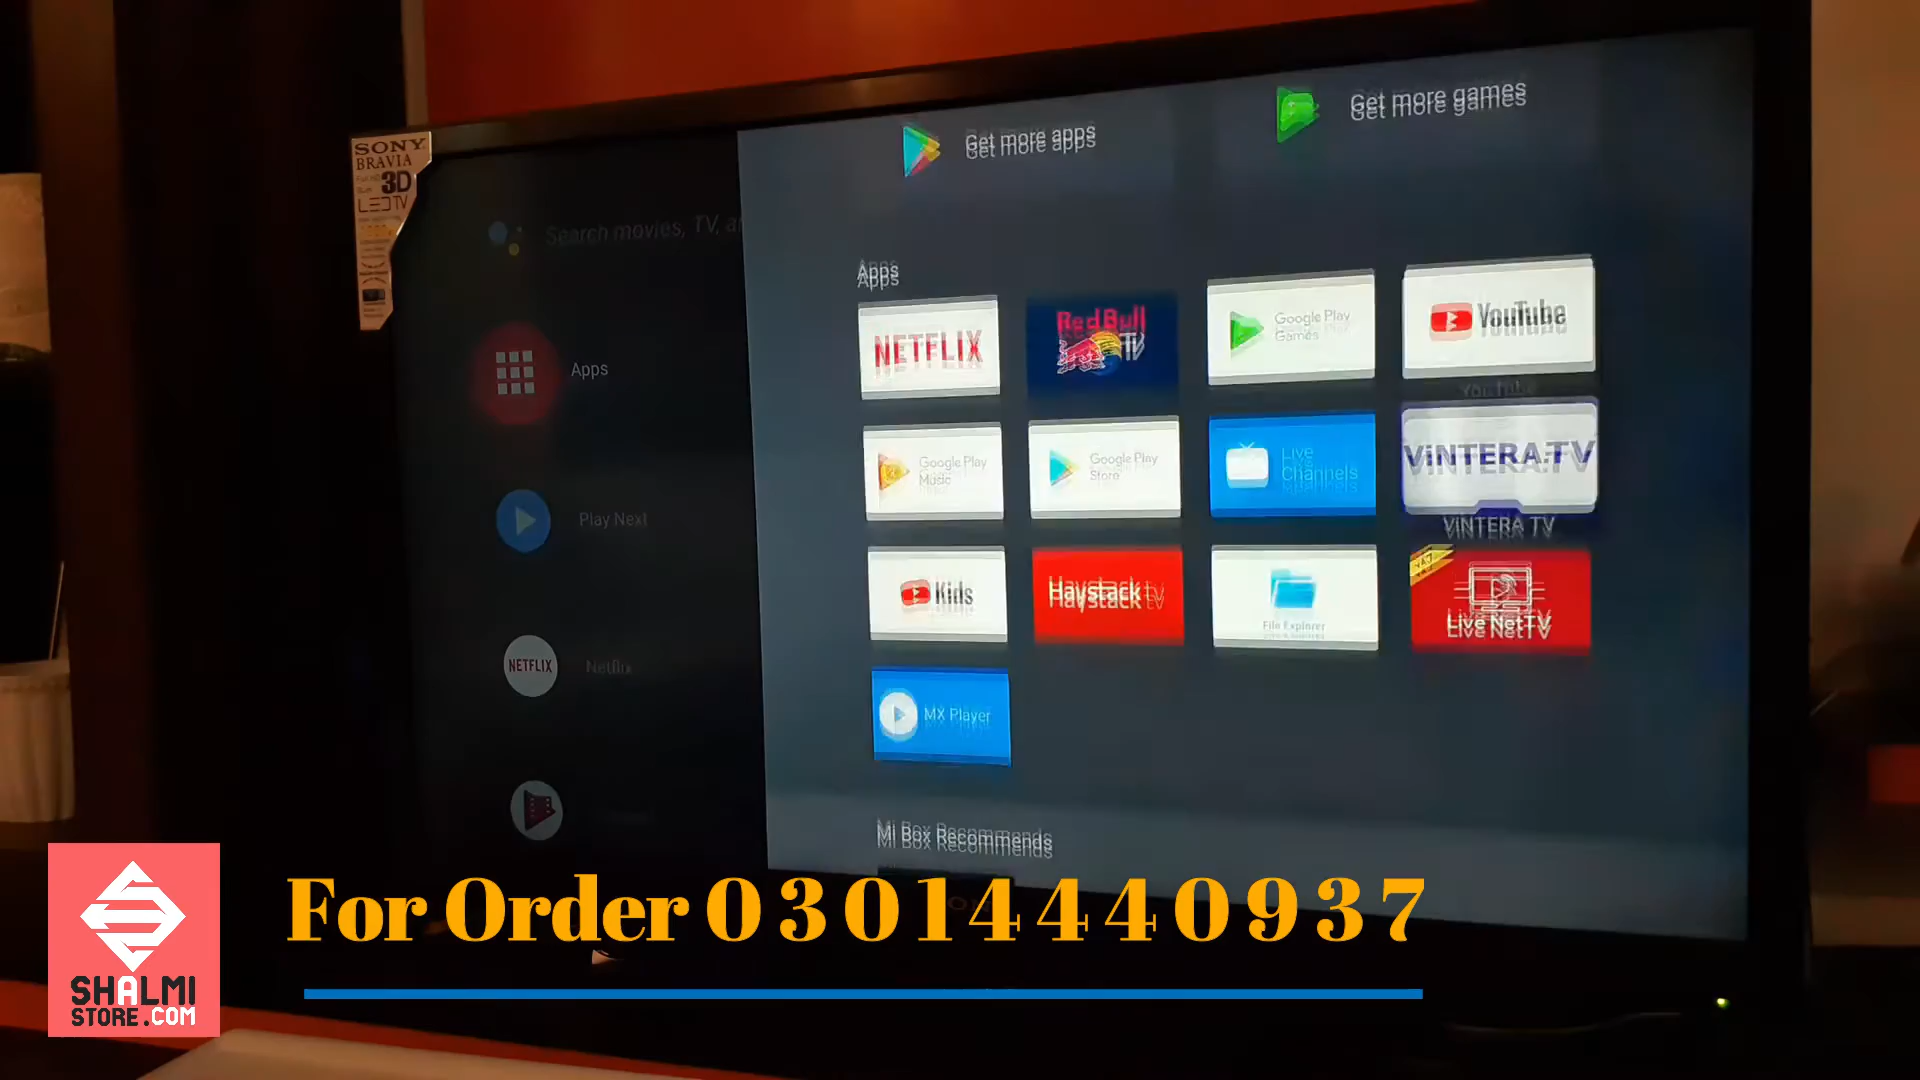 SONY
BRAVIA
3D
LED TV
Search movies, TV, a
Apps
Play Next
NETFLIX
Netflix
Get more apps
Get more games
Apps
NETFLIX
Red Bull
TV
Google Play
Games
YouTube
YouTube
Google Play
Music
Google Play
Store
Live
Channels
ViNTERA.TV
ViNTERA TV
Kids
Haystack tv
File Explorer
Live NetTV
MX Player
Mi Box Recommends
For Order 03014440937
SHALMI
STORE.COM